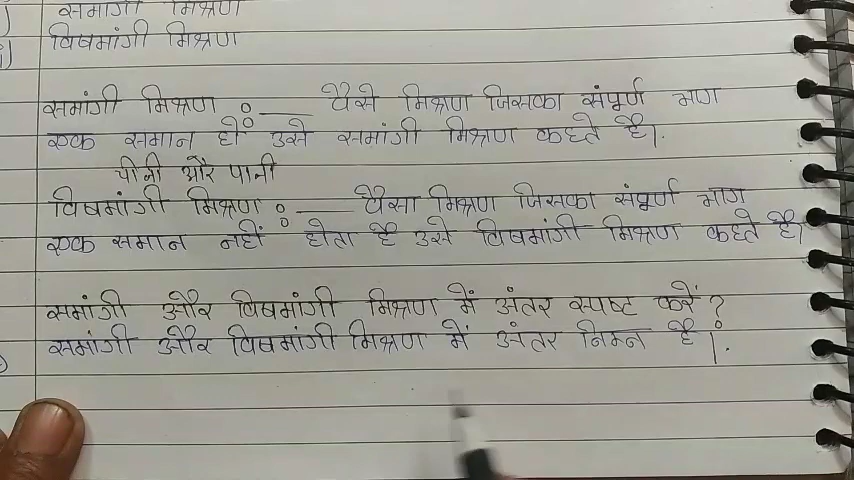 समांगी मिश्रण
विषमांगी मिश्रण
समांगी मिश्रण :— वैसे मिश्रण जिसका संपूर्ण भाग
एक समान हो उसे समांगी मिश्रण कहते है।
चीनी और पानी
विषमांगी मिश्रण :— वैसा मिश्रण जिसका संपूर्ण भाग
एक समान नहीं होता है उसे विषमांगी मिश्रण कहते है।
समांगी और विषमांगी मिश्रण में अंतर स्पष्ट करें ?
समांगी और विषमांगी मिश्रण में अंतर निम्न है।